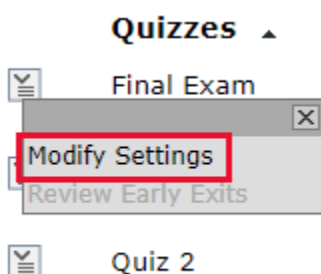 Quizzes
Final Exam
Modify Settings
Review Early Exits
Quiz 2